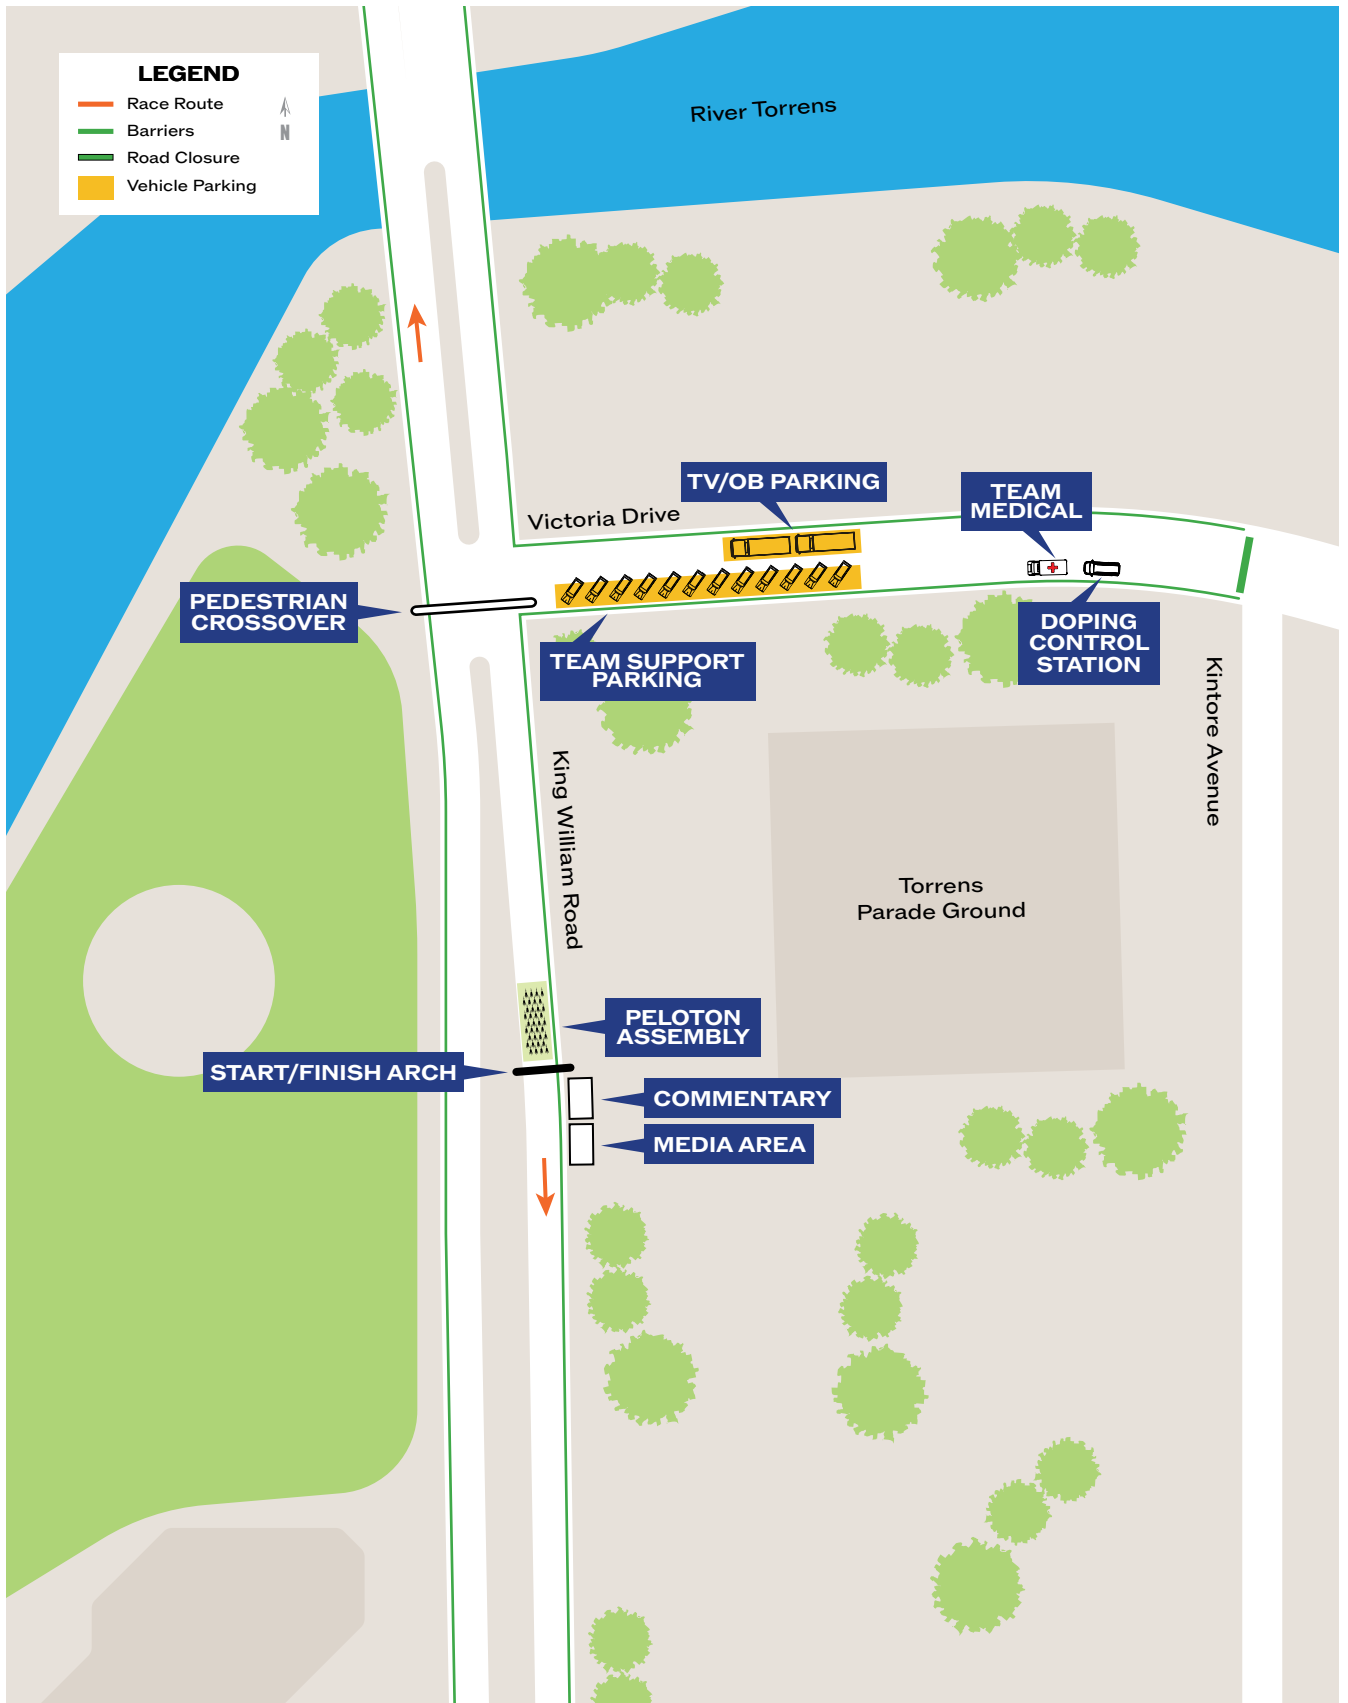 LEGEND
Race Route
Barriers
N
Road Closure
Vehicle Parking
River Torrens
TV/OB PARKING
TEAM
MEDICAL
Victoria Drive
PEDESTRIAN
CROSSOVER
TEAM SUPPORT
PARKING
DOPING
CONTROL
STATION
Kintore Avenue
King William Road
Torrens
Parade Ground
PELOTON
ASSEMBLY
START/FINISH ARCH
COMMENTARY
MEDIA AREA